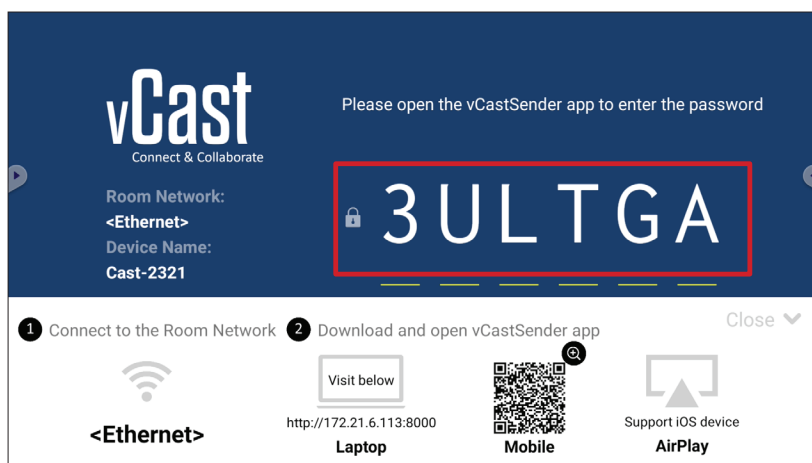 vCast
Connect & Collaborate
Please open the vCastSender app to enter the password
Room Network:
<Ethernet>
Device Name:
Cast-2321
3ULTGA
1 Connect to the Room Network
2 Download and open vCastSender app
Close
<Ethernet>
Visit below
http://172.21.6.113:8000
Laptop
Mobile
Support iOS device
AirPlay